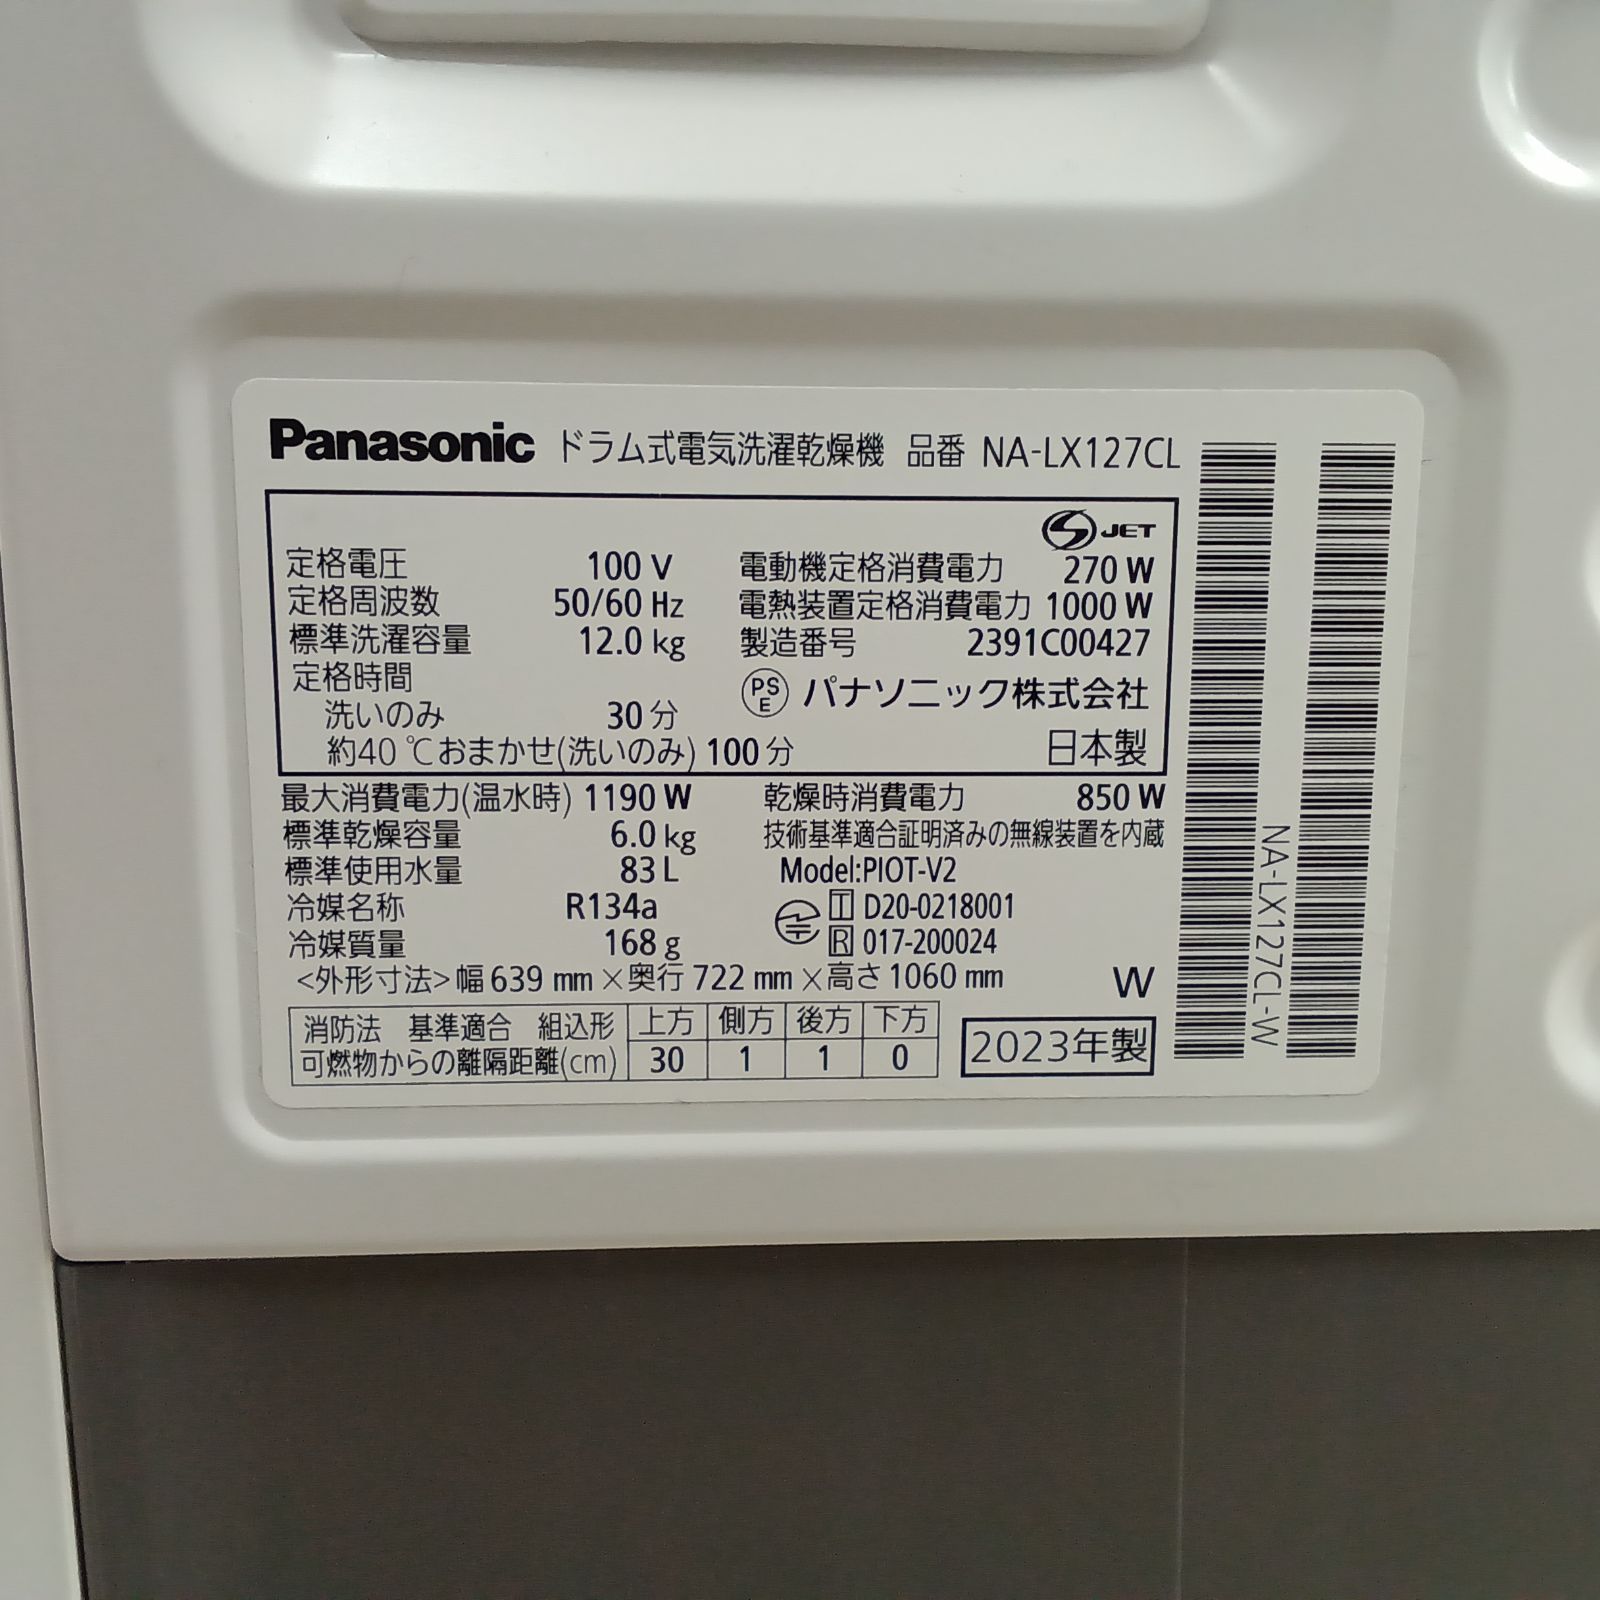 Panasonic ドラム式電気洗濯乾燥機 品番 NA-LX127CL
JET
定格電圧 100 V 電動機定格消費電力 270 W
定格周波数 50/60 Hz 電熱装置定格消費電力 1000 W
標準洗濯容量 12.0 kg 製造番号 2391C00427
定格時間
PS E パナソニック株式会社
洗いのみ 30 分
約40 ℃おまかせ(洗いのみ) 100 分 日本製
最大消費電力(温水時) 1190 W 乾燥時消費電力 850 W
標準乾燥容量 6.0 kg 技術基準適合証明済みの無線装置を内蔵
標準使用水量 83 L Model:PIOT-V2
冷媒名称 R134a T D20-0218001
冷媒質量 168 g R 017-200024
<外形寸法> 幅 639 mm ×奥行 722 mm ×高さ 1060 mm W
消防法 基準適合 組込形 上方 側方 後方 下方
可燃物からの離隔距離(cm) 30 1 1 0
2023年製
NA-LX127CL-W